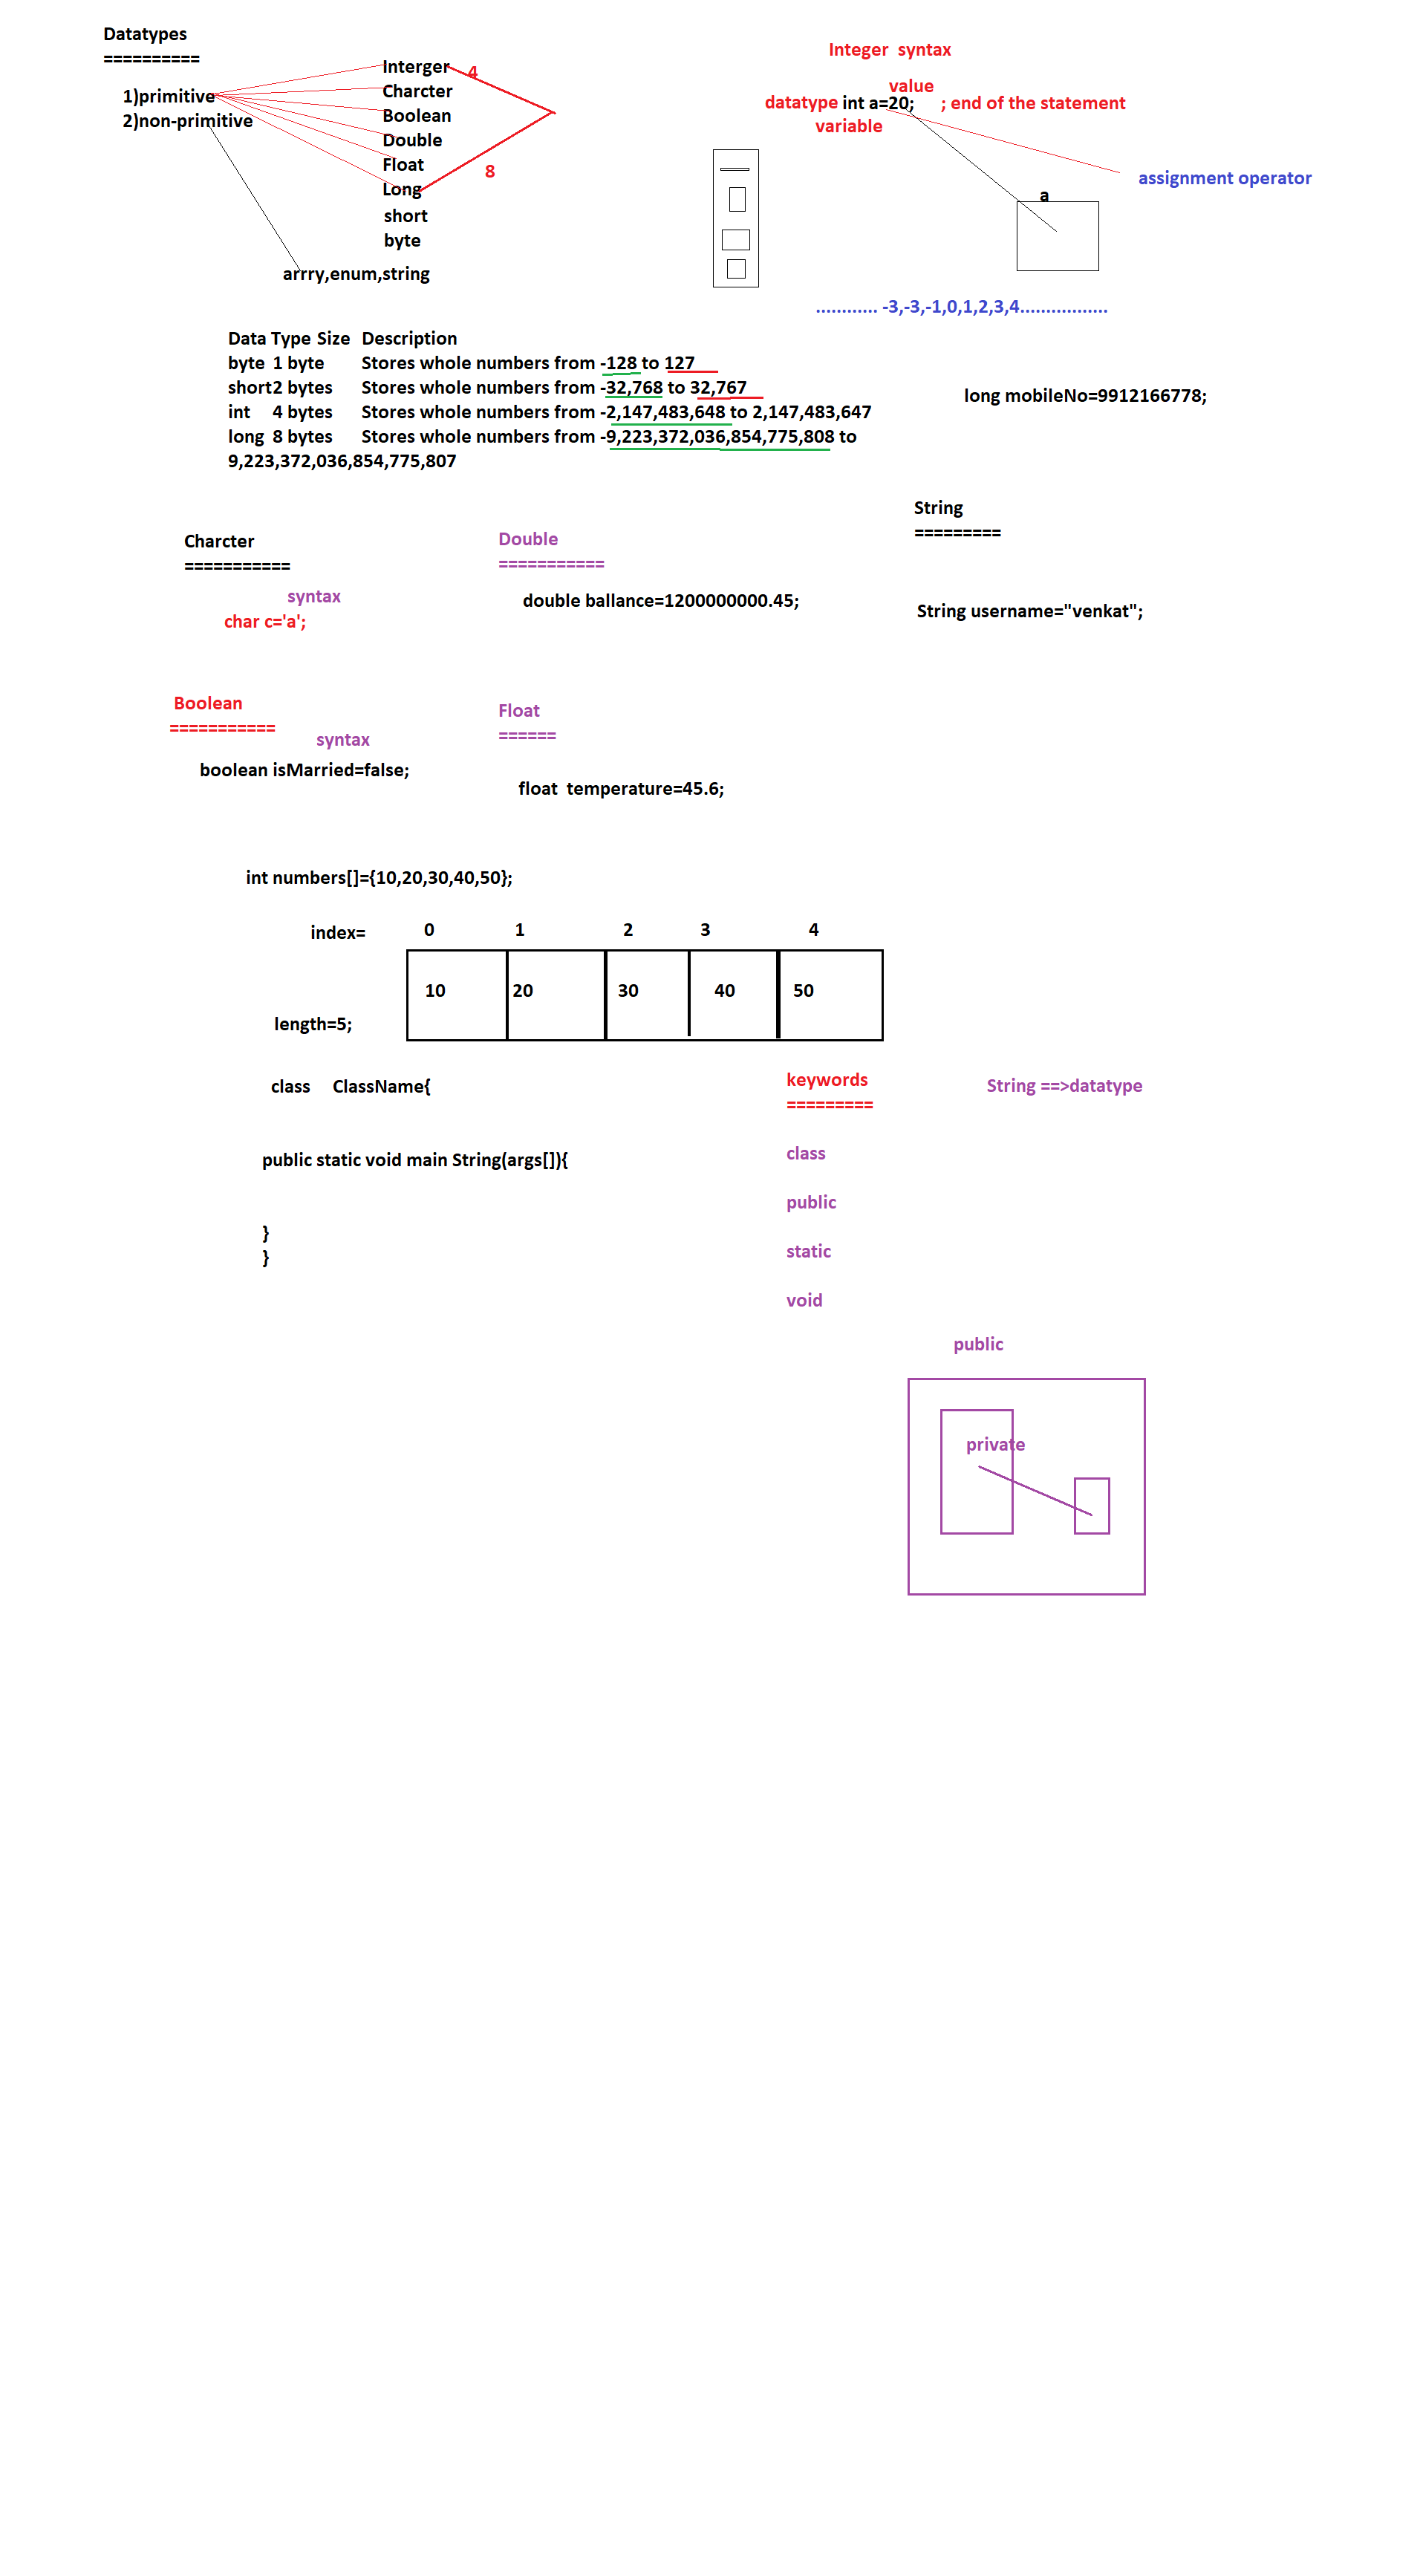 Datatypes
==========
1)primitive
2)non-primitive
Interger
4
Charcter
Boolean
Double
Float
8
Long
short
byte
arrry,enum,string
Integer  syntax
value
datatype int a=20;     ; end of the statement
variable
assignment operator
a
............ -3,-3,-1,0,1,2,3,4.................
Data Type Size  Description
byte  1 byte       Stores whole numbers from -128 to 127
short2 bytes      Stores whole numbers from -32,768 to 32,767
int     4 bytes      Stores whole numbers from -2,147,483,648 to 2,147,483,647
long  8 bytes      Stores whole numbers from -9,223,372,036,854,775,808 to
9,223,372,036,854,775,807
long mobileNo=9912166778;
Charcter
===========
syntax
char c='a';
Double
===========
double ballance=1200000000.45;
String
=========
String username="venkat";
Boolean
===========
syntax
boolean isMarried=false;
Float
======
float  temperature=45.6;
int numbers[]={10,20,30,40,50};
index=  0  1  2  3  4
10  20  30  40  50
length=5;
class     ClassName{
public static void main String(args[]){
}
}
keywords
=========
class
public
static
void
String ==>datatype
public
private